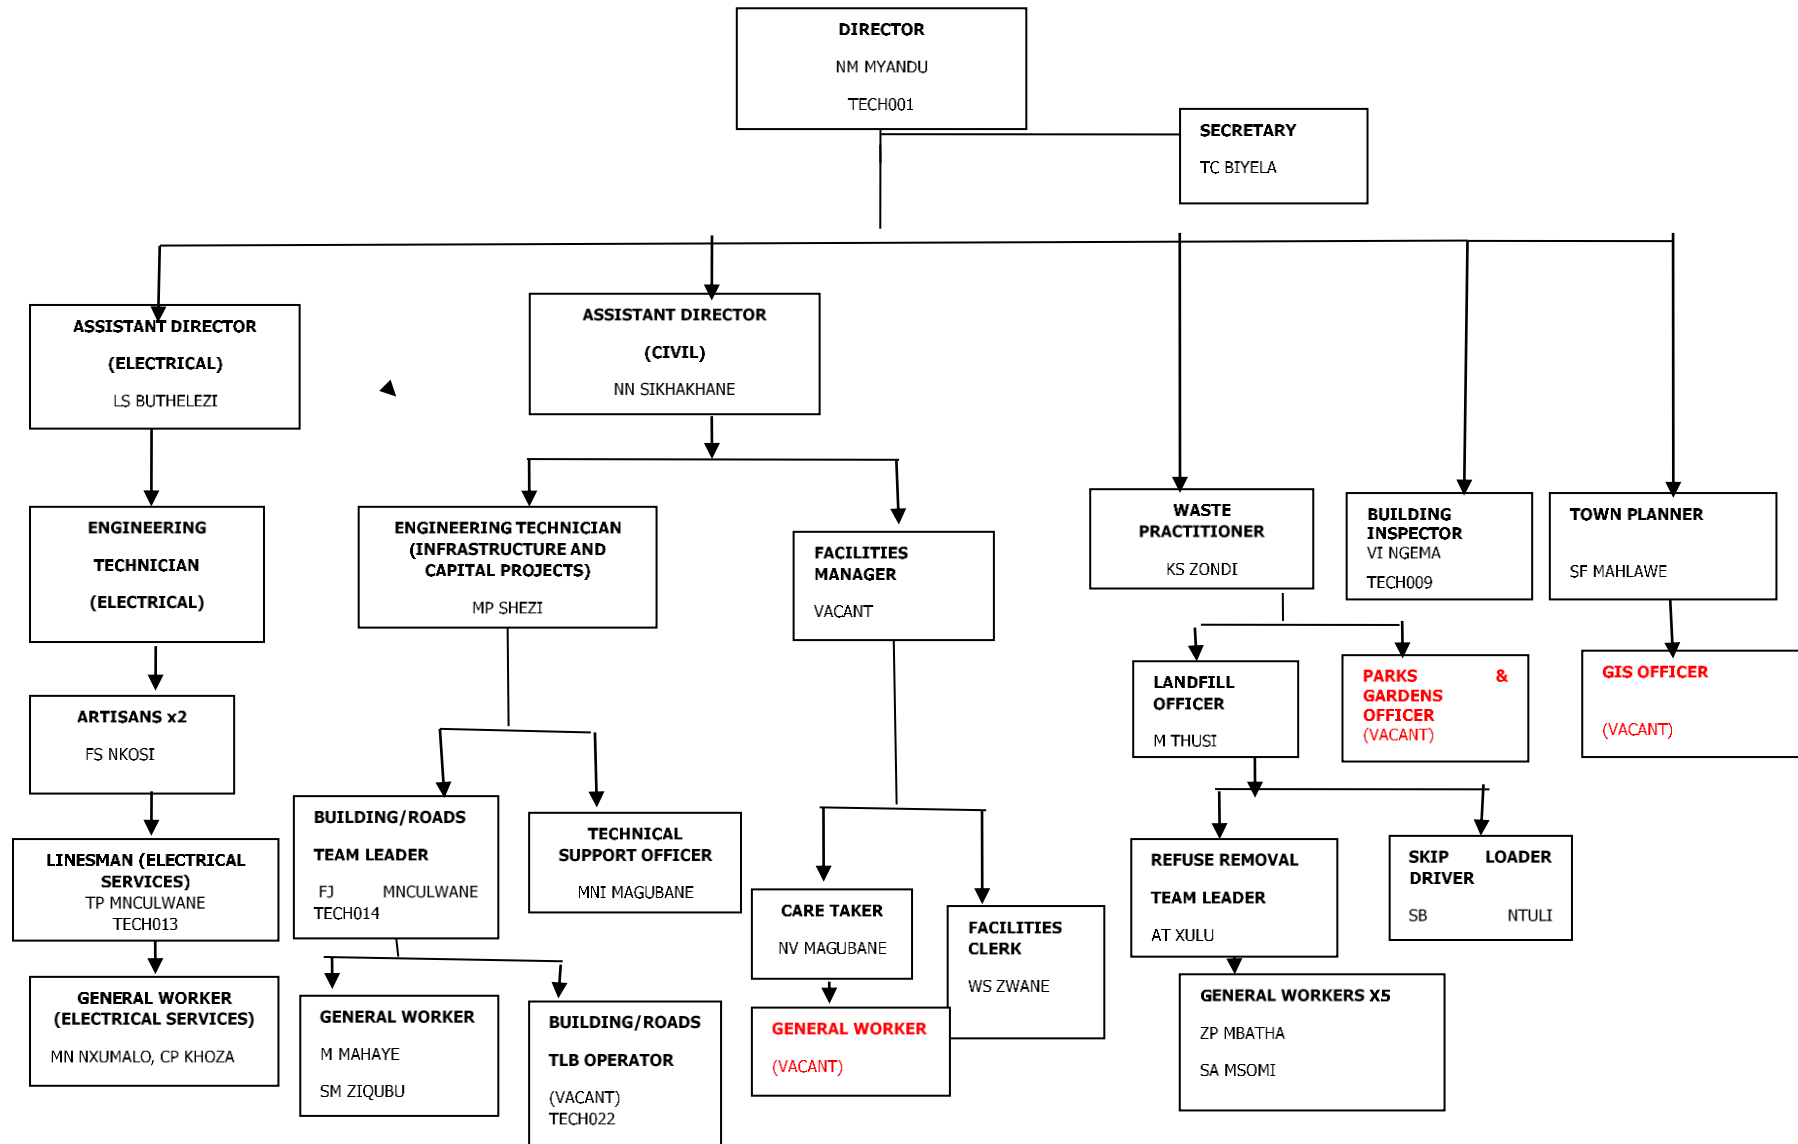 DIRECTOR
NM MYANDU
TECH001
SECRETARY
TC BIYELA
ASSISTANT DIRECTOR
(ELECTRICAL)
LS BUTHELEZI
ASSISTANT DIRECTOR
(CIVIL)
NN SIKHAKHANE
ENGINEERING
TECHNICIAN
(ELECTRICAL)
ENGINEERING TECHNICIAN
(INFRASTRUCTURE AND
CAPITAL PROJECTS)
MP SHEZI
FACILITIES
MANAGER
VACANT
WASTE
PRACTITIONER
KS ZONDI
BUILDING
INSPECTOR
VI NGEMA
TECH009
TOWN PLANNER
SF MAHLAWE
ARTISANS x2
FS NKOSI
LANDFILL
OFFICER
M THUSI
PARKS &
GARDENS
OFFICER
(VACANT)
GIS OFFICER
(VACANT)
LINESMAN (ELECTRICAL
SERVICES)
TP MNCULWANE
TECH013
BUILDING/ROADS
TEAM LEADER
FJ MNCULWANE
TECH014
TECHNICAL
SUPPORT OFFICER
MNI MAGUBANE
CARE TAKER
NV MAGUBANE
FACILITIES
CLERK
WS ZWANE
REFUSE REMOVAL
TEAM LEADER
AT XULU
SKIP LOADER
DRIVER
SB NTULI
GENERAL WORKER
(ELECTRICAL SERVICES)
MN NXUMALO, CP KHOZA
GENERAL WORKER
M MAHAYE
SM ZIQUBU
BUILDING/ROADS
TLB OPERATOR
(VACANT)
TECH022
GENERAL WORKER
(VACANT)
GENERAL WORKERS X5
ZP MBATHA
SA MSOMI